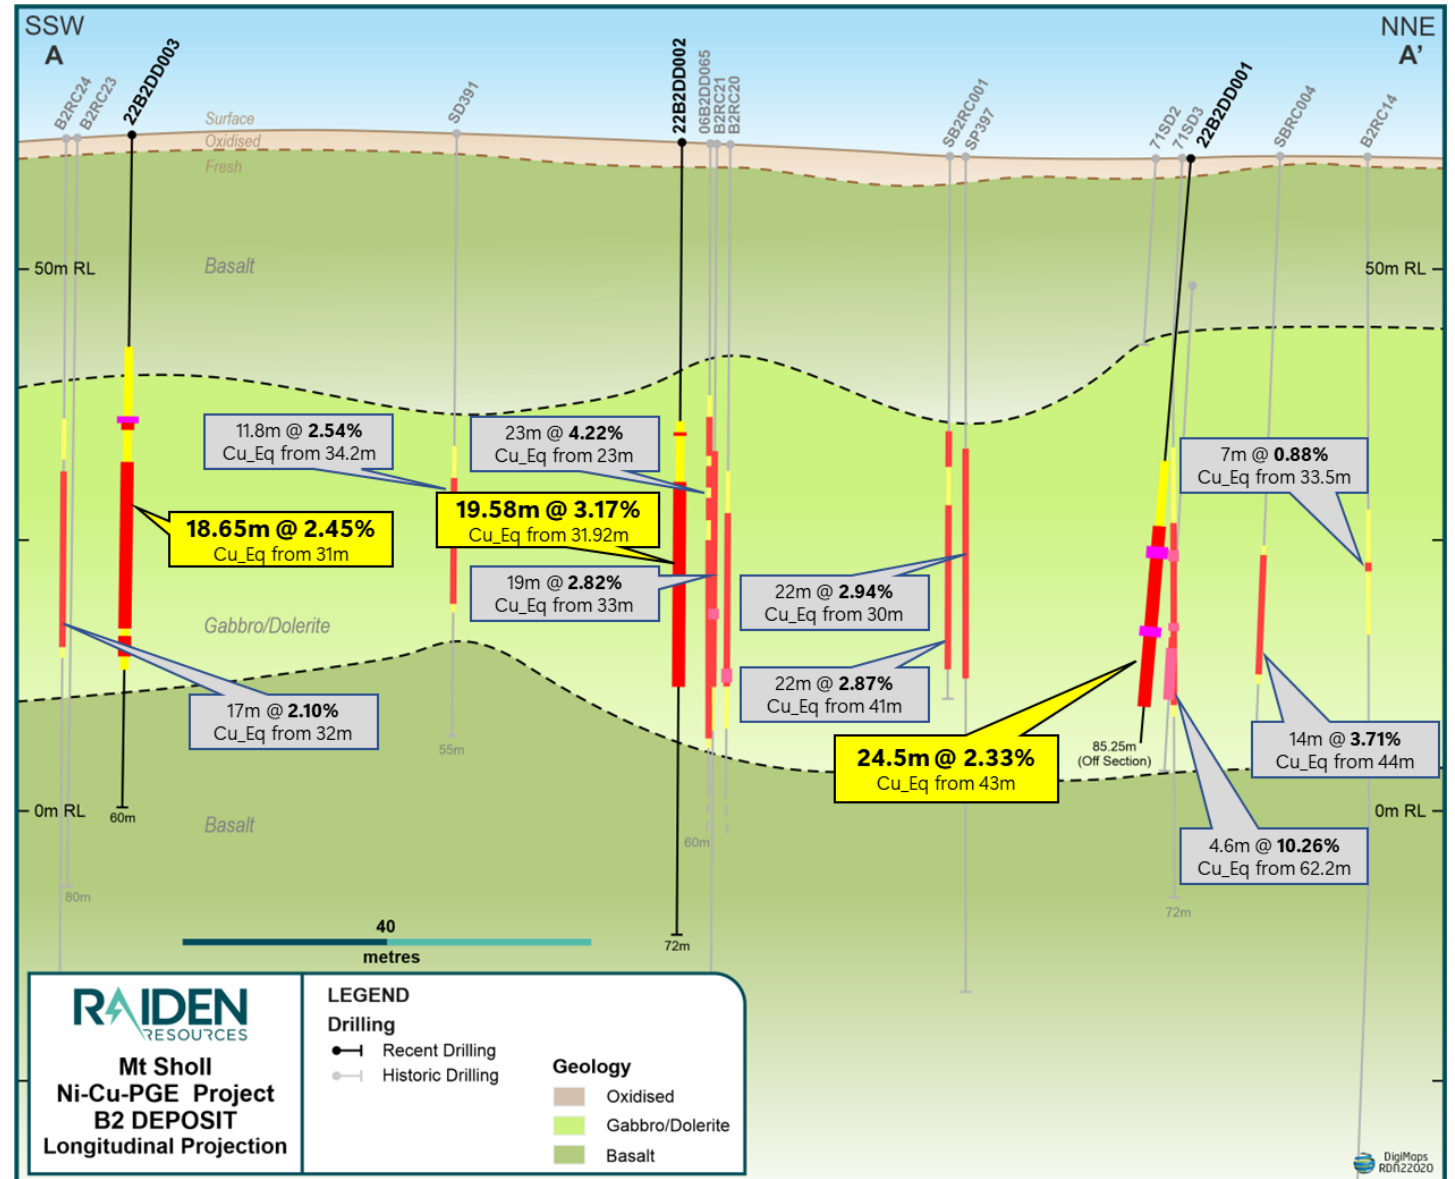 SSW
A
NNE
A'
B2RC24
B2RC23
22B2DD003
SD391
22B2DD002
06B2DD065
B2RC21
B2RC20
SB2RC001
SP397
71SD2
71SD3
22B2DD001
SBRC004
B2RC14
Surface
Oxidised
Fresh
Basalt
50m RL
50m RL
11.8m @ 2.54%
Cu_Eq from 34.2m
23m @ 4.22%
Cu_Eq from 23m
7m @ 0.88%
Cu_Eq from 33.5m
18.65m @ 2.45%
Cu_Eq from 31m
19.58m @ 3.17%
Cu_Eq from 31.92m
19m @ 2.82%
Cu_Eq from 33m
22m @ 2.94%
Cu_Eq from 30m
Gabbro/Dolerite
17m @ 2.10%
Cu_Eq from 32m
22m @ 2.87%
Cu_Eq from 41m
24.5m @ 2.33%
Cu_Eq from 43m
85.25m
(Off Section)
14m @ 3.71%
Cu_Eq from 44m
55m
0m RL
0m RL
60m
Basalt
60m
4.6m @ 10.26%
Cu_Eq from 62.2m
80m
72m
72m
40
metres
RAIDEN
RESOURCES
Mt Sholl
Ni-Cu-PGE Project
B2 DEPOSIT
Longitudinal Projection
LEGEND
Drilling
Recent Drilling
Historic Drilling
Geology
Oxidised
Gabbro/Dolerite
Basalt
DigiMaps
RDN22020